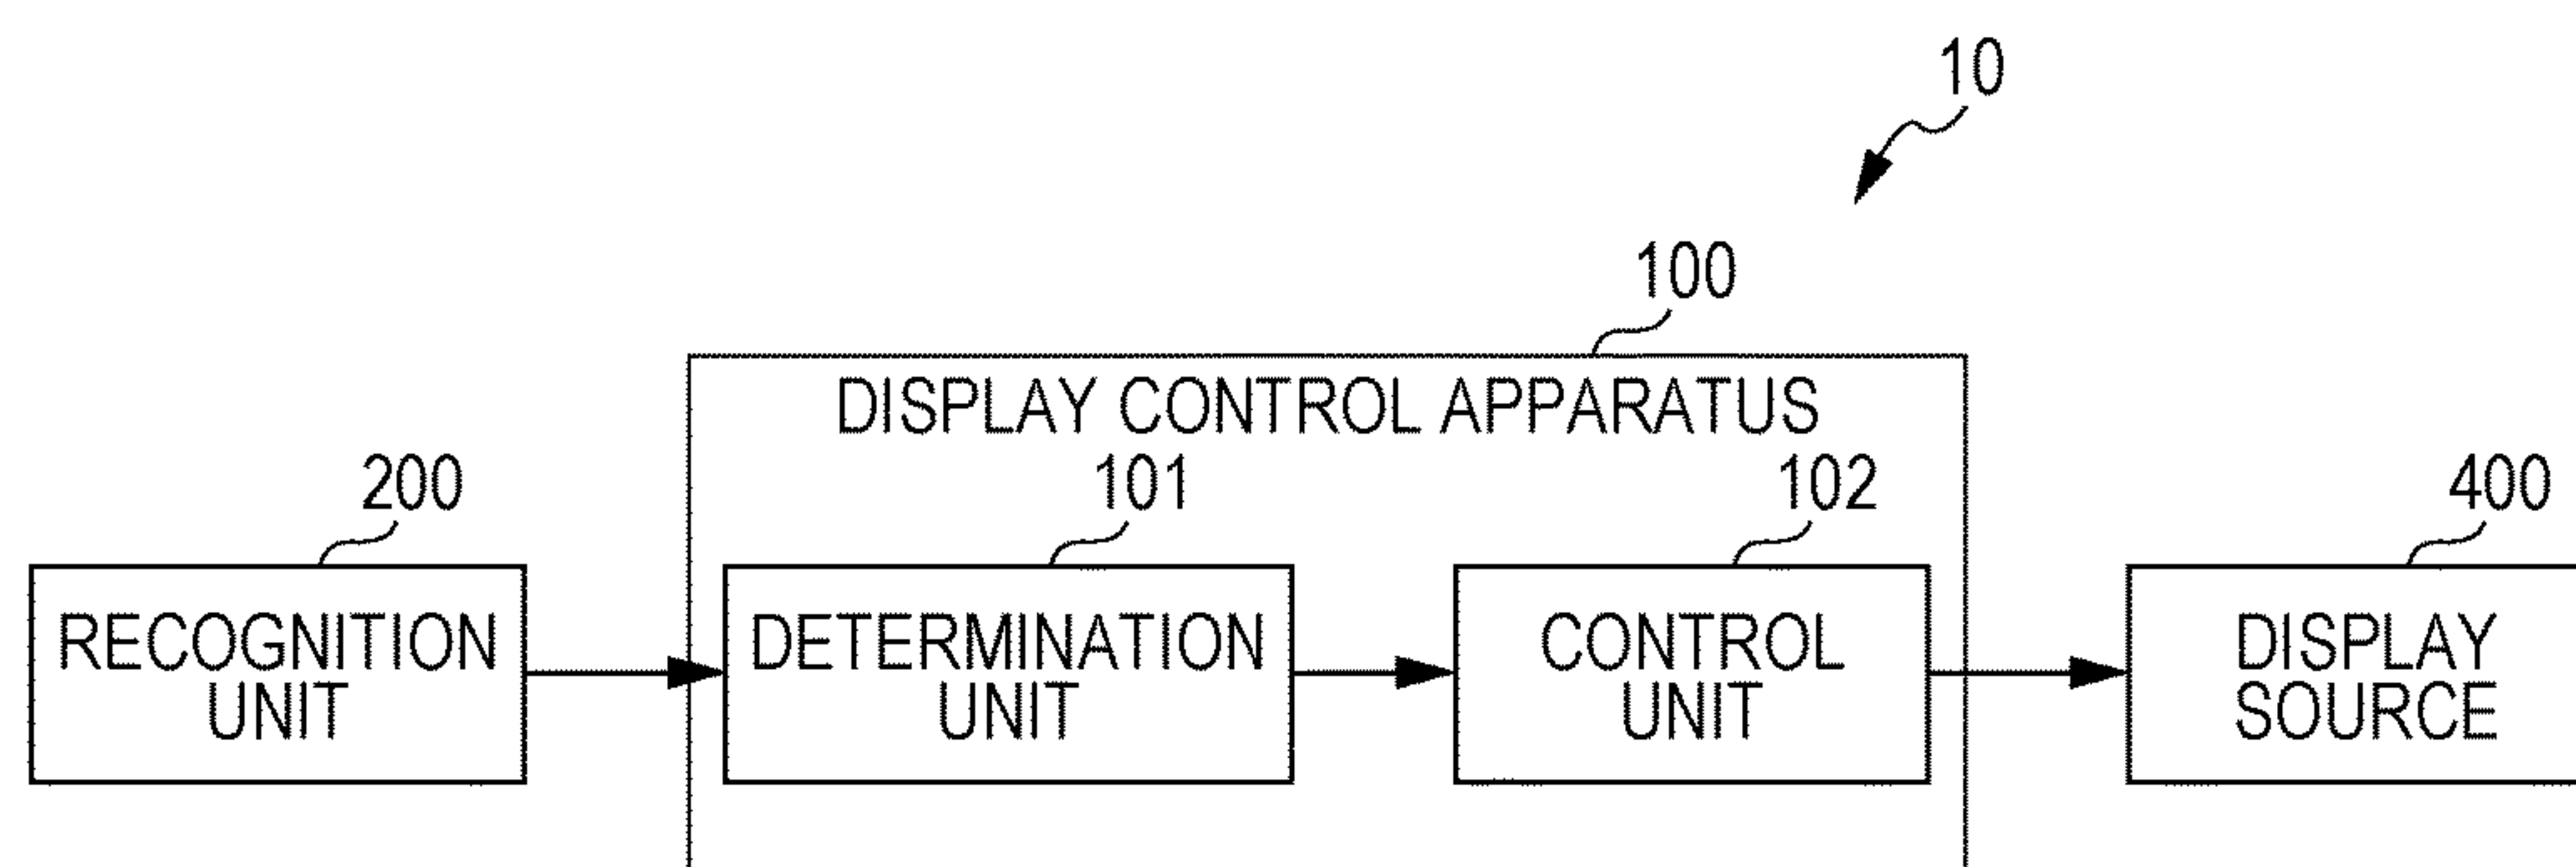 10
100
DISPLAY CONTROL APPARATUS
200
101
102
400
RECOGNITION
UNIT
DETERMINATION
UNIT
CONTROL
UNIT
DISPLAY
SOURCE